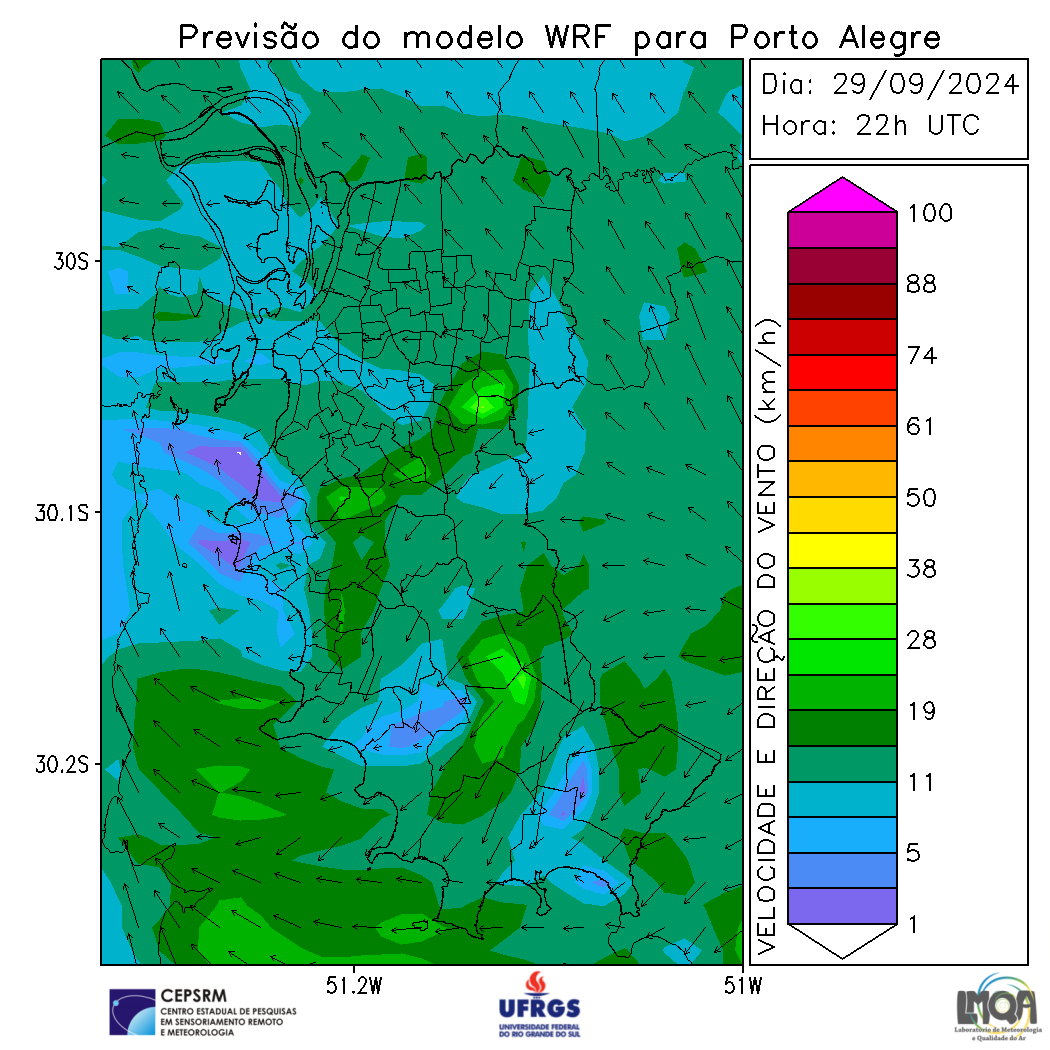 Previsão do modelo WRF para Porto Alegre
Dia: 29/09/2024
Hora: 22h UTC
30S
30.1S
30.2S
51.2W
51W
VELOCIDADE E DIREÇÃO DO VENTO (km/h)
100
88
74
61
50
38
28
19
11
5
1
CEPSRM
CENTRO ESTADUAL DE PESQUISAS
EM SENSORIAMENTO REMOTO
E METEOROLOGIA
UFRGS
UNIVERSIDADE FEDERAL
DO RIO GRANDE DO SUL
LMQA
Laboratório de Meteorologia
e Qualidade do Ar